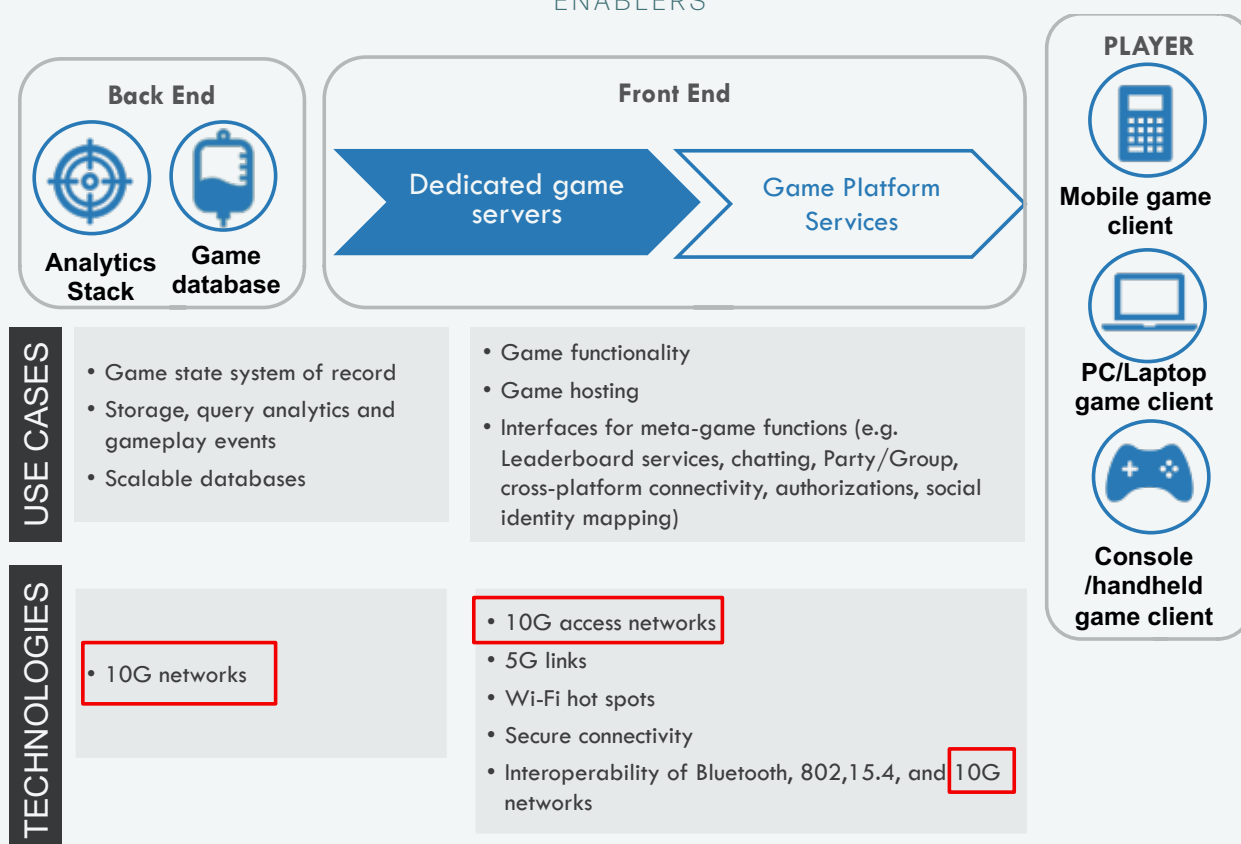 ENABLERS
Back End
Analytics
Stack
Game
database
Front End
Dedicated game
servers
Game Platform
Services
PLAYER
Mobile game
client
PC/Laptop
game client
Console
/handheld
game client
USE CASES
• Game state system of record
• Storage, query analytics and
gameplay events
• Scalable databases
• Game functionality
• Game hosting
• Interfaces for meta-game functions (e.g.
Leaderboard services, chatting, Party/Group,
cross-platform connectivity, authorizations, social
identity mapping)
TECHNOLOGIES
• 10G networks
• 10G access networks
• 5G links
• Wi-Fi hot spots
• Secure connectivity
• Interoperability of Bluetooth, 802,15.4, and 10G
networks